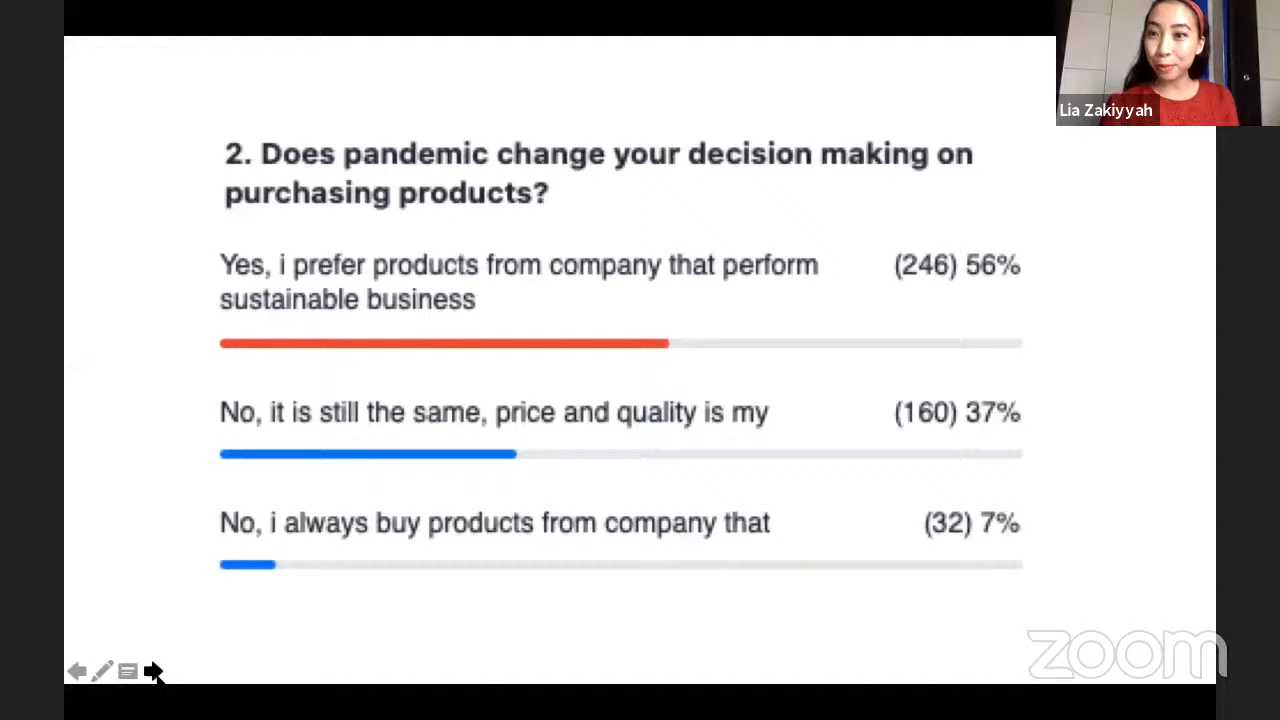 Lia Zakiyyah
2. Does pandemic change your decision making on
purchasing products?
Yes, i prefer products from company that perform (246) 56%
sustainable business
No, it is still the same, price and quality is my (160) 37%
No, i always buy products from company that (32) 7%
zoom